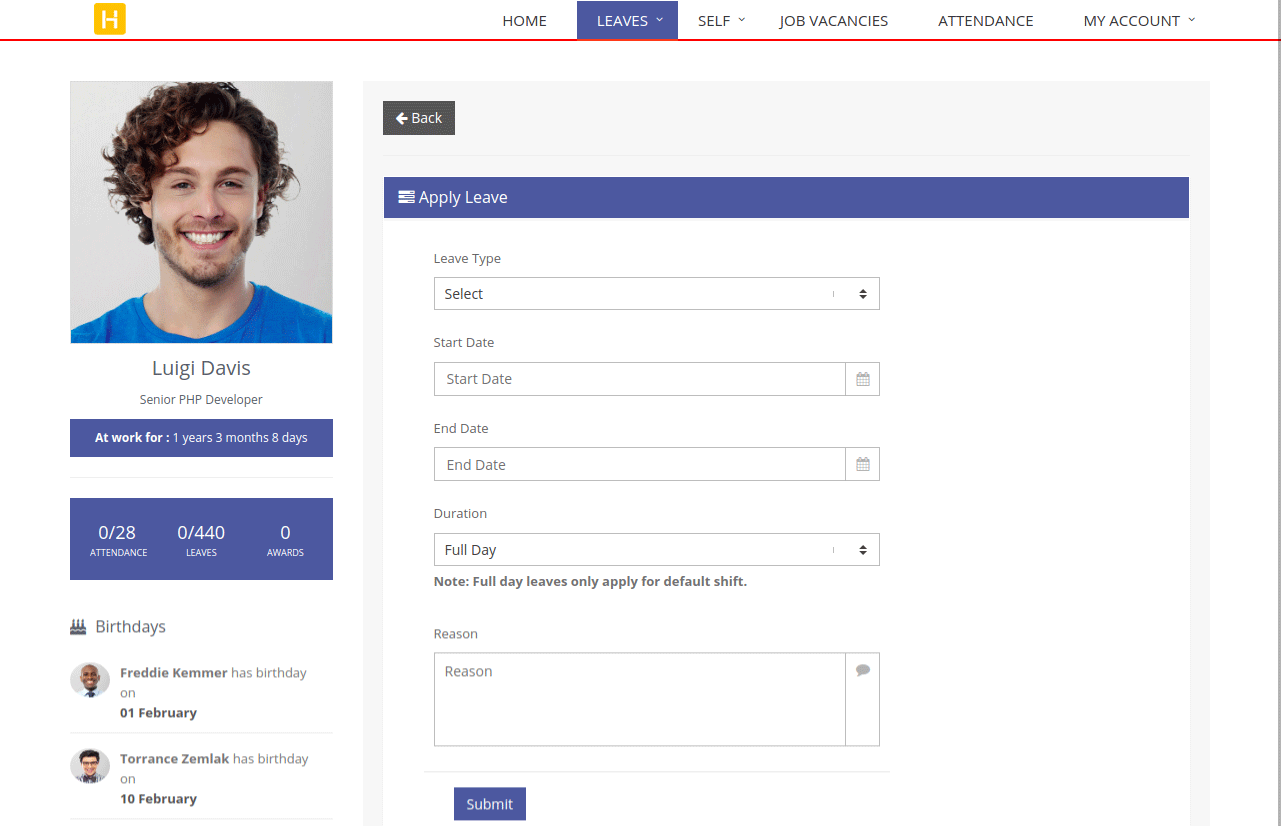 H
HOME LEAVES SELF JOB VACANCIES ATTENDANCE MY ACCOUNT
Luigi Davis
Senior PHP Developer
At work for : 1 years 3 months 8 days
0/28 0/440 0
ATTENDANCE LEAVES AWARDS
Birthdays
Freddie Kemmer has birthday
on
01 February
Torrance Zemlak has birthday
on
10 February
Back
Apply Leave
Leave Type
Select
Start Date
Start Date
End Date
End Date
Duration
Full Day
Note: Full day leaves only apply for default shift.
Reason
Reason
Submit